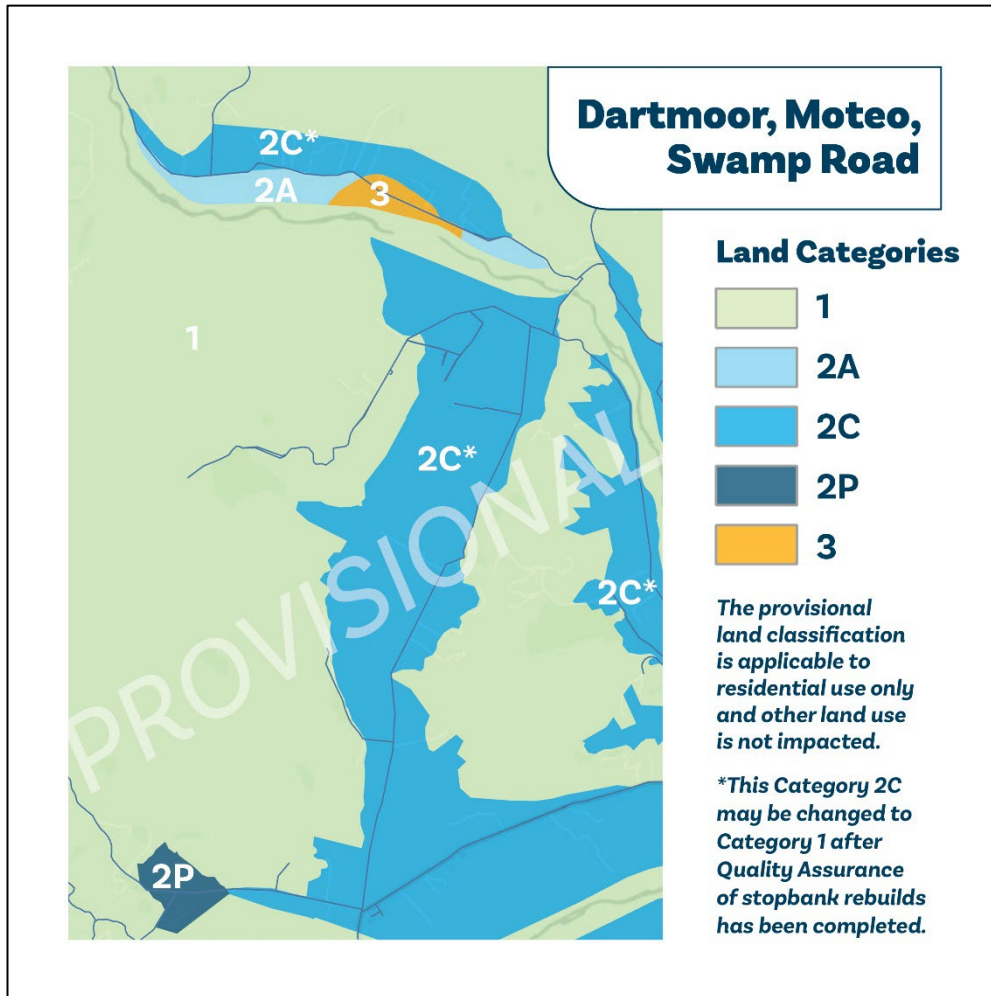 Dartmoor, Moteo,
Swamp Road
2C*
2A
3
1
2C*
2C*
2P
PROVISIONAL
Land Categories
1
2A
2C
2P
3
The provisional
land classification
is applicable to
residential use only
and other land use
is not impacted.
*This Category 2C
may be changed to
Category 1 after
Quality Assurance
of stopbank rebuilds
has been completed.